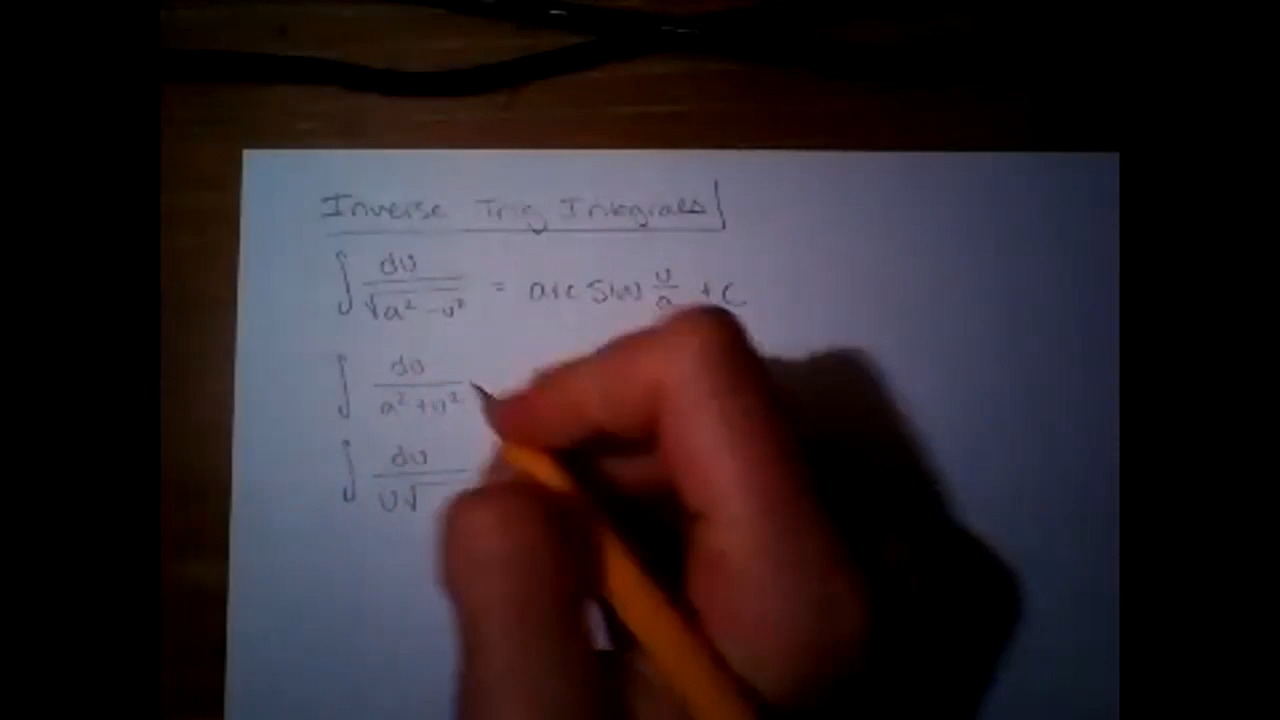 Inverse Trig Integrals
∫ du / √a² - u² = arc sin u/a + C
∫ du / a² + u²
∫ du / u√